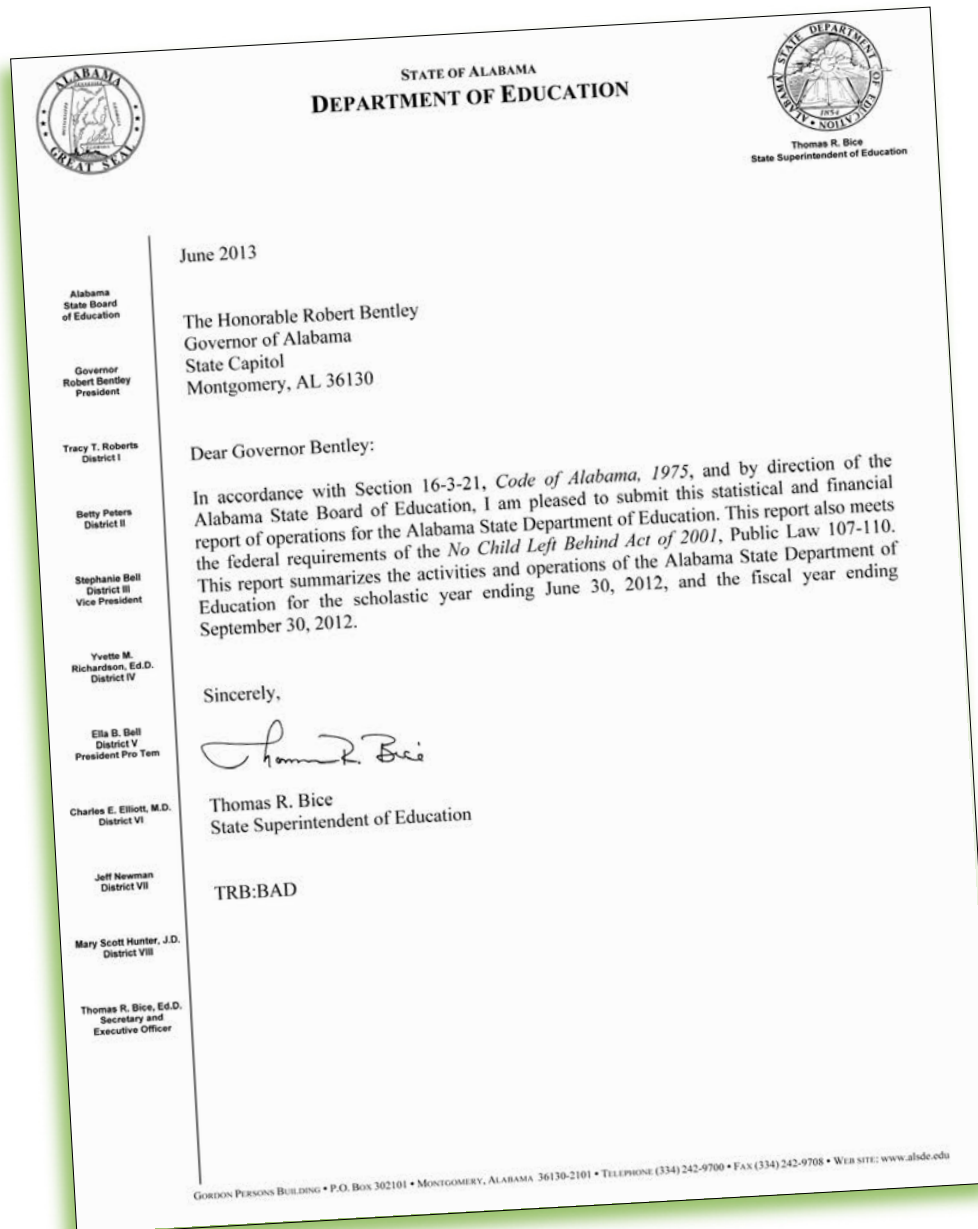 ALABAMA
GREAT SEAL
STATE OF ALABAMA
DEPARTMENT OF EDUCATION
ALABAMA STATE DEPARTMENT OF EDUCATION
1854
Thomas R. Bice
State Superintendent of Education
Alabama
State Board
of Education
Governor
Robert Bentley
President
Tracy T. Roberts
District I
Betty Peters
District II
Stephanie Bell
District III
Vice President
Yvette M.
Richardson, Ed.D.
District IV
Ella B. Bell
District V
President Pro Tem
Charles E. Elliott, M.D.
District VI
Jeff Newman
District VII
Mary Scott Hunter, J.D.
District VIII
Thomas R. Bice, Ed.D.
Secretary and
Executive Officer
June 2013
The Honorable Robert Bentley
Governor of Alabama
State Capitol
Montgomery, AL 36130
Dear Governor Bentley:
In accordance with Section 16-3-21, Code of Alabama, 1975, and by direction of the
Alabama State Board of Education, I am pleased to submit this statistical and financial
report of operations for the Alabama State Department of Education. This report also meets
the federal requirements of the No Child Left Behind Act of 2001, Public Law 107-110.
This report summarizes the activities and operations of the Alabama State Department of
Education for the scholastic year ending June 30, 2012, and the fiscal year ending
September 30, 2012.
Sincerely,
Thomas R. Bice
Thomas R. Bice
State Superintendent of Education
TRB:BAD
GORDON PERSONS BUILDING • P.O. BOX 302101 • MONTGOMERY, ALABAMA 36130-2101 • TELEPHONE (334) 242-9700 • FAX (334) 242-9708 • WEB SITE: www.alsde.edu